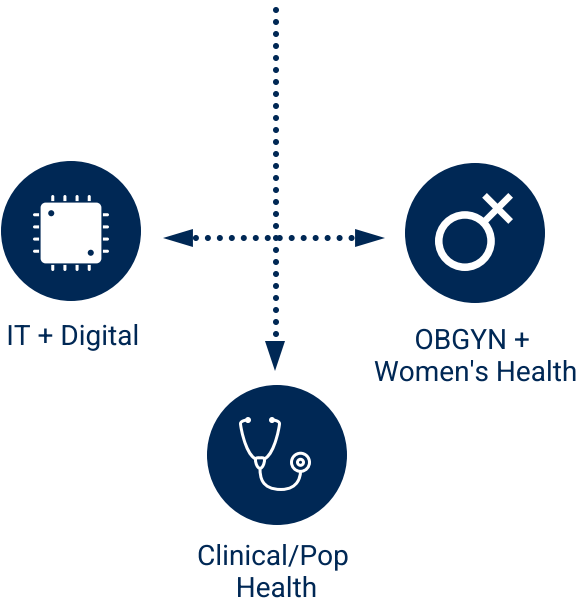 IT + Digital
OBGYN +
Women's Health
Clinical/Pop
Health